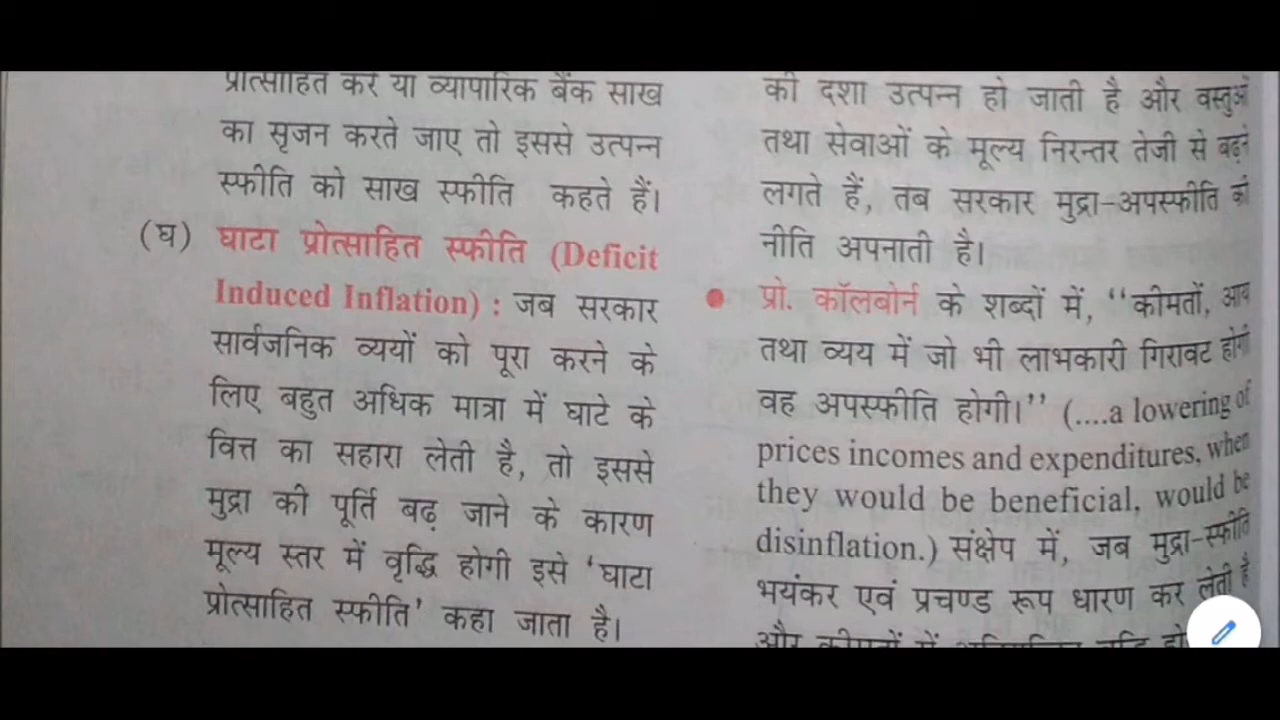 प्रोत्साहित करे या व्यापारिक बैंक साख
का सृजन करते जाए तो इससे उत्पन्न
स्फीति को साख स्फीति कहते हैं।
(घ) घाटा प्रोत्साहित स्फीति (Deficit
Induced Inflation) : जब सरकार
सार्वजनिक व्ययों को पूरा करने के
लिए बहुत अधिक मात्रा में घाटे के
वित्त का सहारा लेती है, तो इससे
मुद्रा की पूर्ति बढ़ जाने के कारण
मूल्य स्तर में वृद्धि होगी इसे ‘घाटा
प्रोत्साहित स्फीति’ कहा जाता है।
की दशा उत्पन्न हो जाती है और वस्तुओं
तथा सेवाओं के मूल्य निरन्तर तेजी से बढ़ने
लगते हैं, तब सरकार मुद्रा-अपस्फीति की
नीति अपनाती है।
● प्रो. कॉलबोर्न के शब्दों में, ‘‘कीमतों, आय
तथा व्यय में जो भी लाभकारी गिरावट होगी
वह अपस्फीति होगी।’’ (....a lowering of
prices incomes and expenditures, when
they would be beneficial, would be
disinflation.) संक्षेप में, जब मुद्रा-स्फीति
भयंकर एवं प्रचण्ड रूप धारण कर लेती है
और कीमतों में